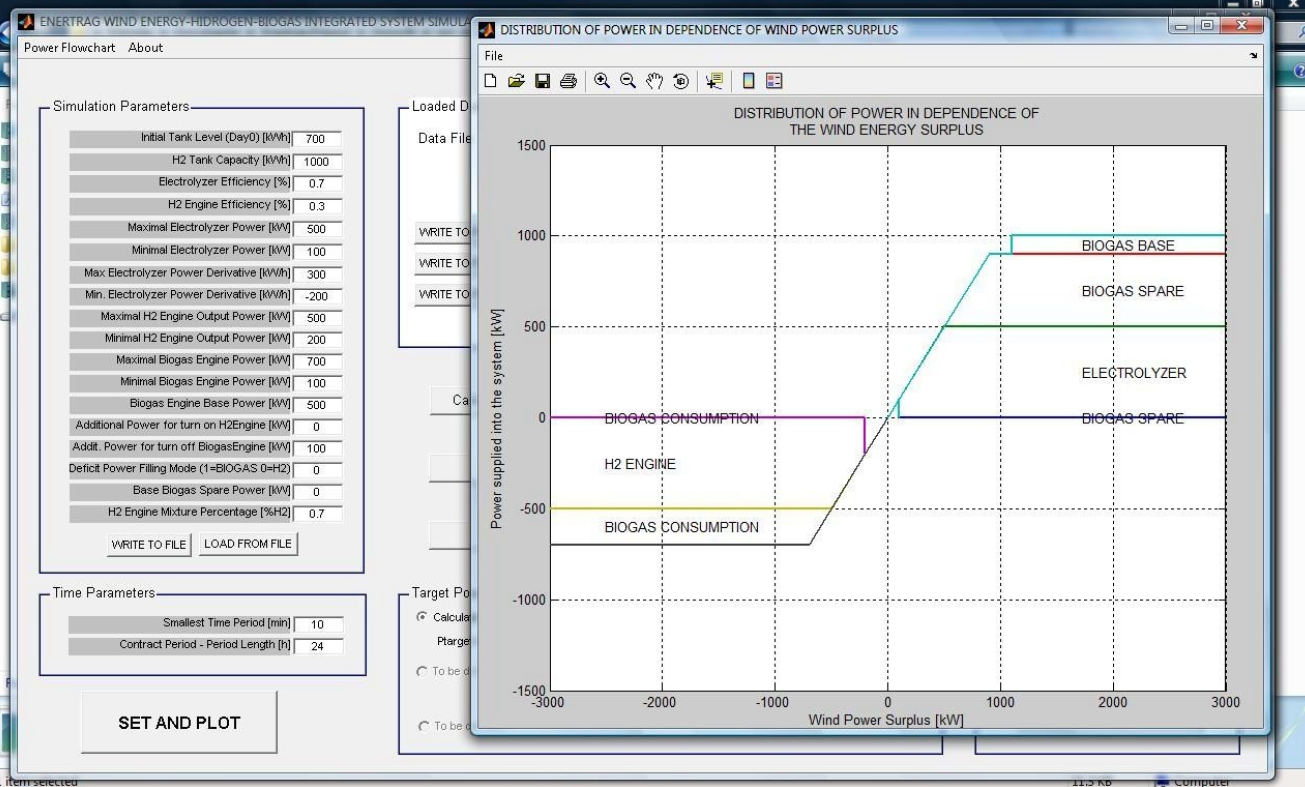 ENERTRAG WIND ENERGY-HIDROGEN-BIOGAS INTEGRATED SYSTEM SIMULA
Power Flowchart About
Simulation Parameters
Initial Tank Level (Day0) [kWh] 700
H2 Tank Capacity [kWh] 1000
Electrolyzer Efficiency [%] 0.7
H2 Engine Efficiency [%] 0.3
Maximal Electrolyzer Power [kW] 500
Minimal Electrolyzer Power [kW] 100
Max Electrolyzer Power Derivative [kW/h] 300
Min. Electrolyzer Power Derivative [kW/h] -200
Maximal H2 Engine Output Power [kW] 500
Minimal H2 Engine Output Power [kW] 200
Maximal Biogas Engine Power [kW] 700
Minimal Biogas Engine Power [kW] 100
Biogas Engine Base Power [kW] 500
Additional Power for turn on H2Engine [kW] 0
Addit. Power for turn off BiogasEngine [kW] 100
Deficit Power Filling Mode (1=BIOGAS 0=H2) 0
Base Biogas Spare Power [kW] 0
H2 Engine Mixture Percentage [%H2] 0.7
WRITE TO FILE LOAD FROM FILE
Time Parameters
Smallest Time Period [min] 10
Contract Period - Period Length [h] 24
SET AND PLOT
Loaded D
Data File
WRITE TO
WRITE TO
WRITE TO
Ca
Target Po
Calcula
Ptarge
To be d
To be d
DISTRIBUTION OF POWER IN DEPENDENCE OF WIND POWER SURPLUS
File
DISTRIBUTION OF POWER IN DEPENDENCE OF
THE WIND ENERGY SURPLUS
1500
1000
500
0
-500
-1000
-1500
Power supplied into the system [kW]
BIOGAS BASE
BIOGAS SPARE
ELECTROLYZER
BIOGAS CONSUMPTION
BIOGAS SPARE
H2 ENGINE
BIOGAS CONSUMPTION
-3000 -2000 -1000 0 1000 2000 3000
Wind Power Surplus [kW]
item selected
11.3 KB
Computer